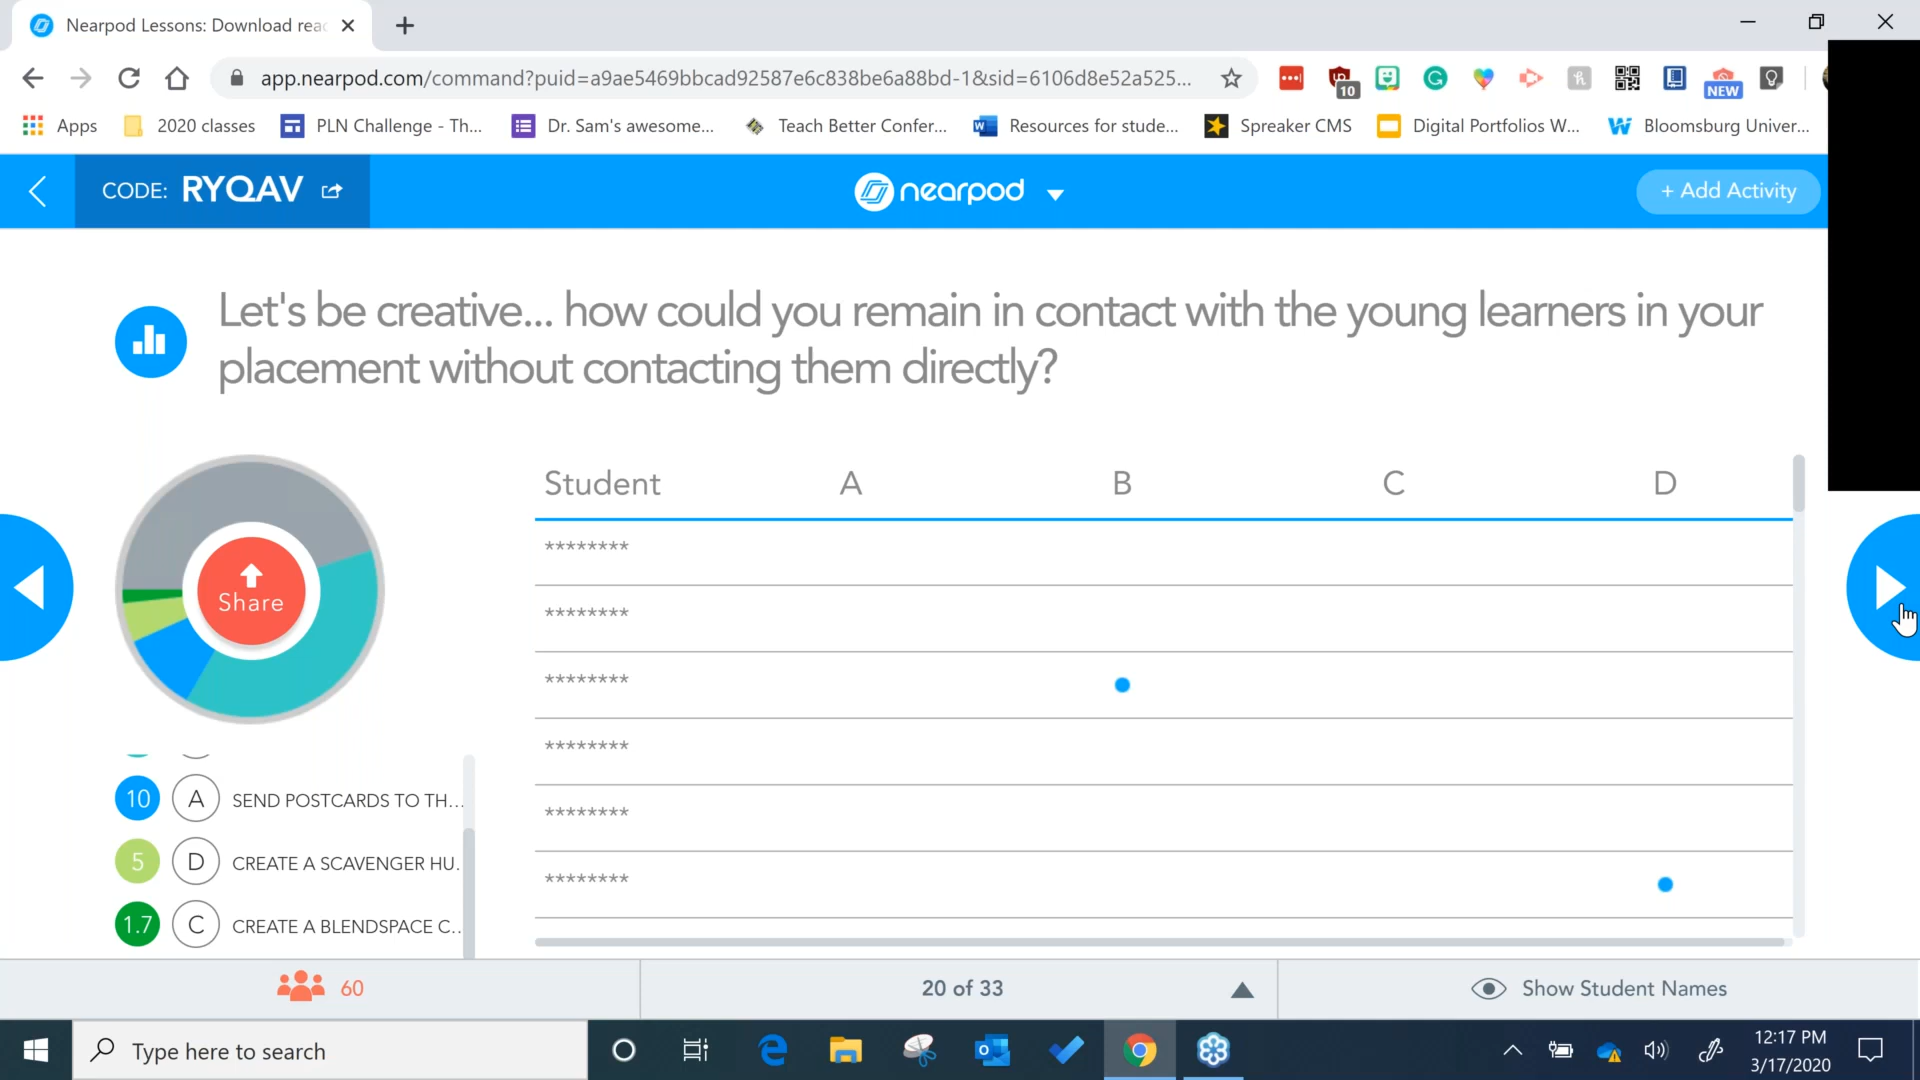 Nearpod Lessons: Download rea
app.nearpod.com/command?puid=a9ae5469bbcad92587e6c838be6a88bd-1&sid=6106d8e52a525...
10
NEW
Apps
2020 classes
PLN Challenge - Th...
Dr. Sam's awesome...
Teach Better Confer...
Resources for stude...
Spreaker CMS
Digital Portfolios W...
Bloomsburg Univer...
CODE: RYQAV
nearpod
+ Add Activity
Let's be creative... how could you remain in contact with the young learners in your
placement without contacting them directly?
Share
Student A B C D
********
********
********
********
********
********
10 A SEND POSTCARDS TO TH...
5 D CREATE A SCAVENGER HU.
1.7 C CREATE A BLENDSPACE C..
60
20 of 33
Show Student Names
Type here to search
12:17 PM
3/17/2020